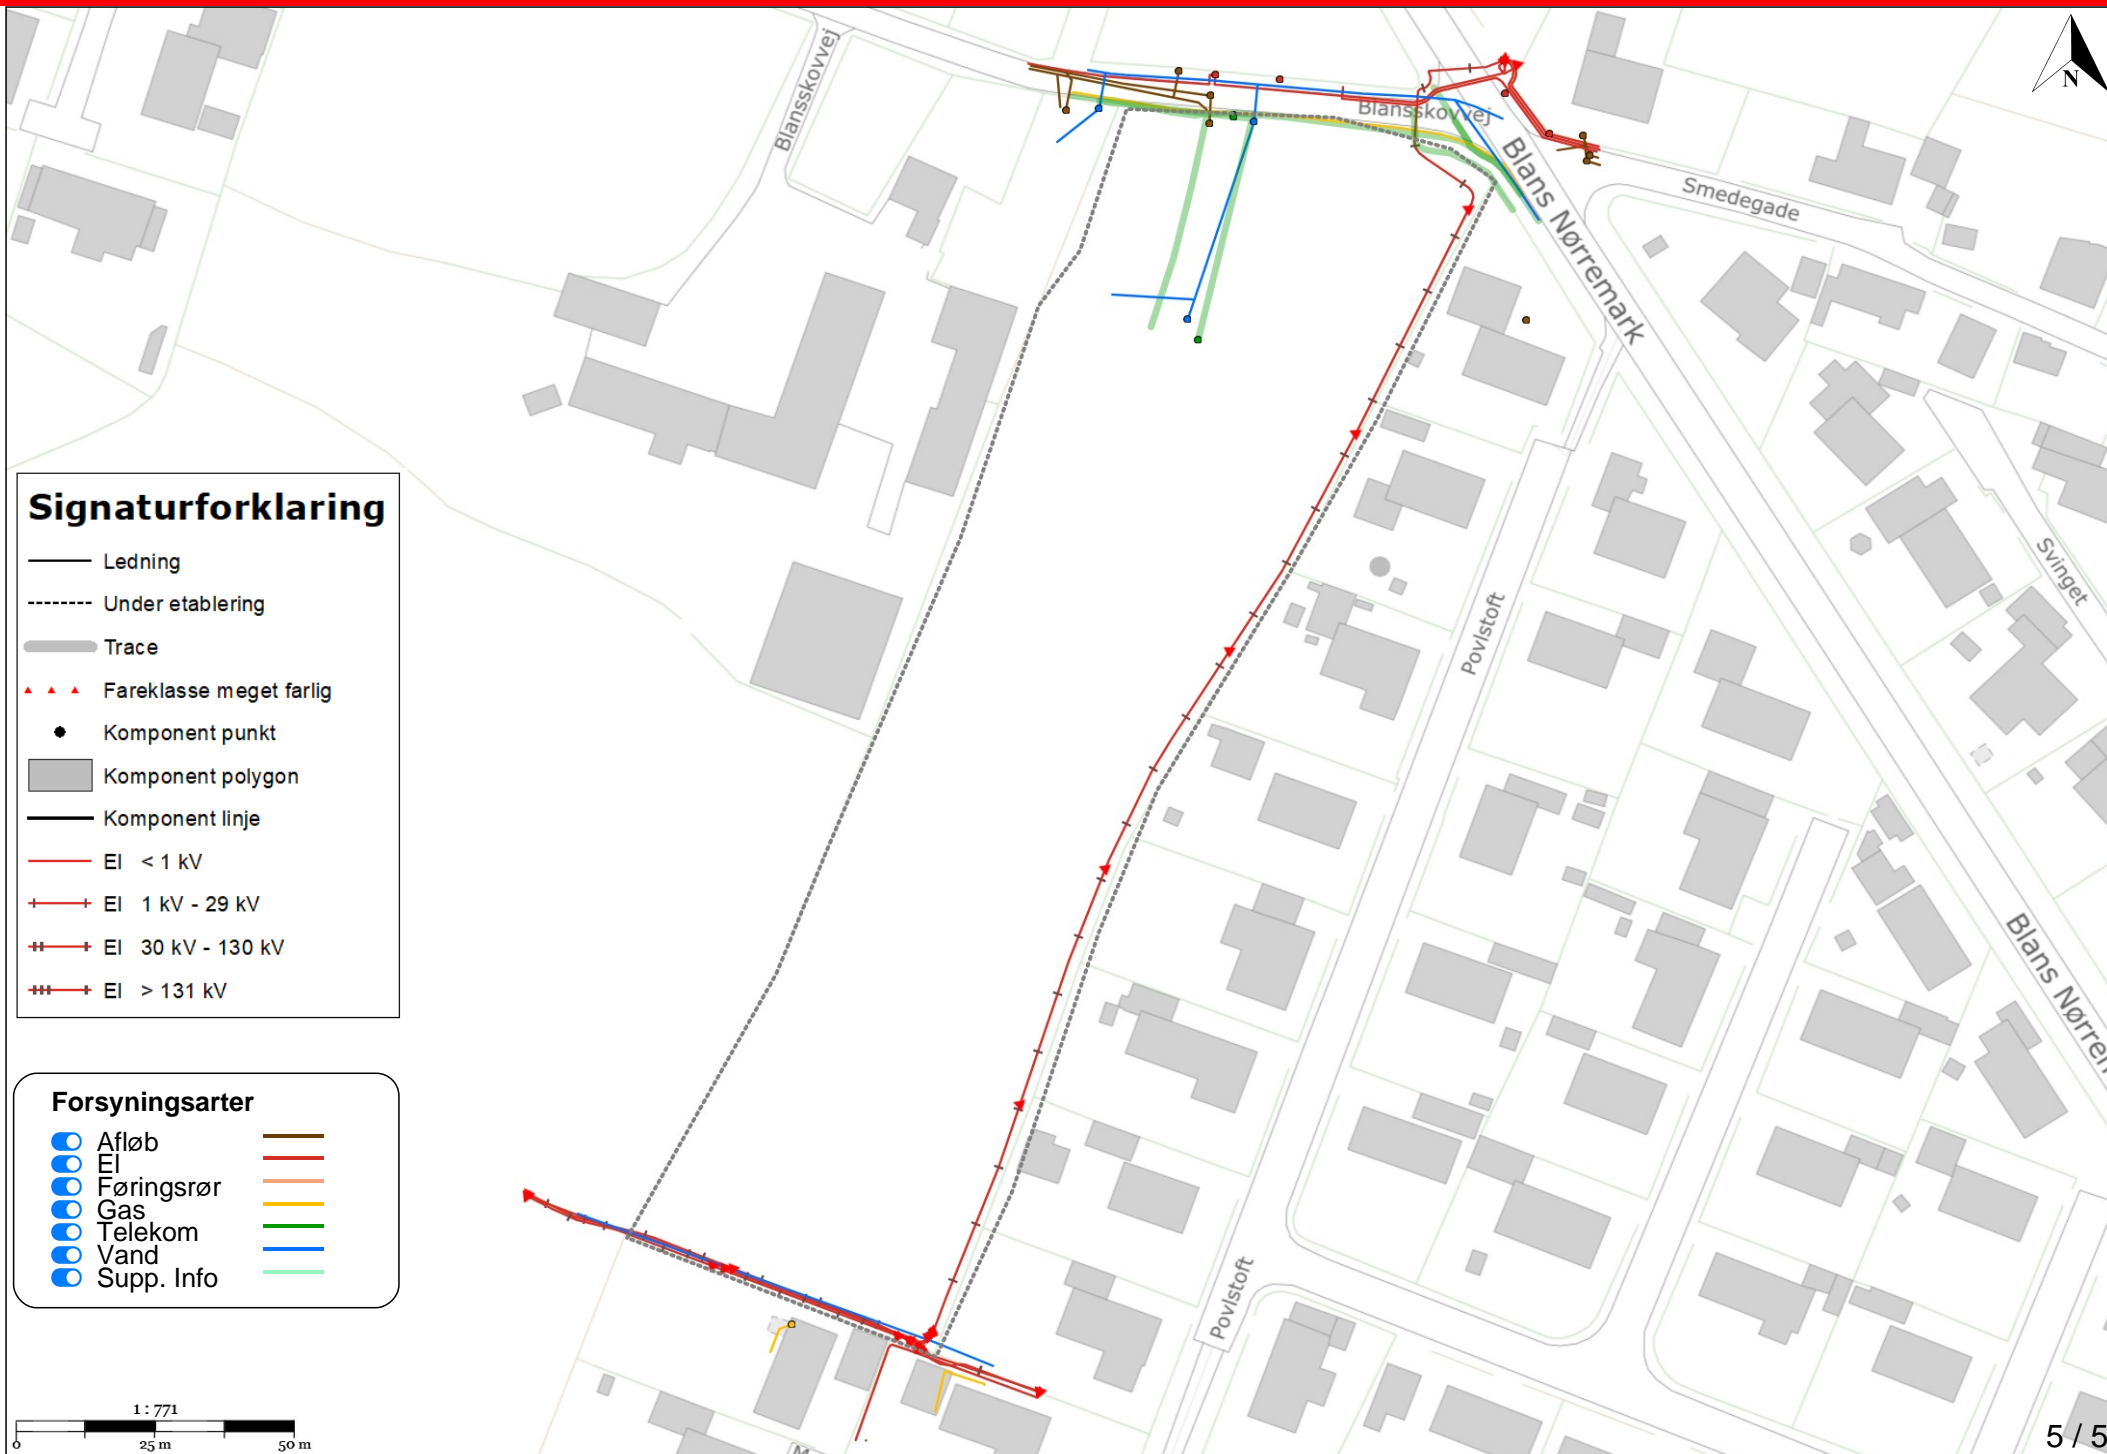 N
Blansskovvej
Blansskovvej
Blans Nørremark
Smedegade
Svinget
Povlstoft
Povlstoft
Signaturforklaring
Ledning
Under etablering
Trace
Fareklasse meget farlig
Komponent punkt
Komponent polygon
Komponent linje
El < 1 kV
El 1 kV - 29 kV
El 30 kV - 130 kV
El > 131 kV
Forsyningsarter
Afløb
El
Føringsrør
Gas
Telekom
Vand
Supp. Info
1 : 771
0 25 m 50 m
Blans Nørrem
5 / 5